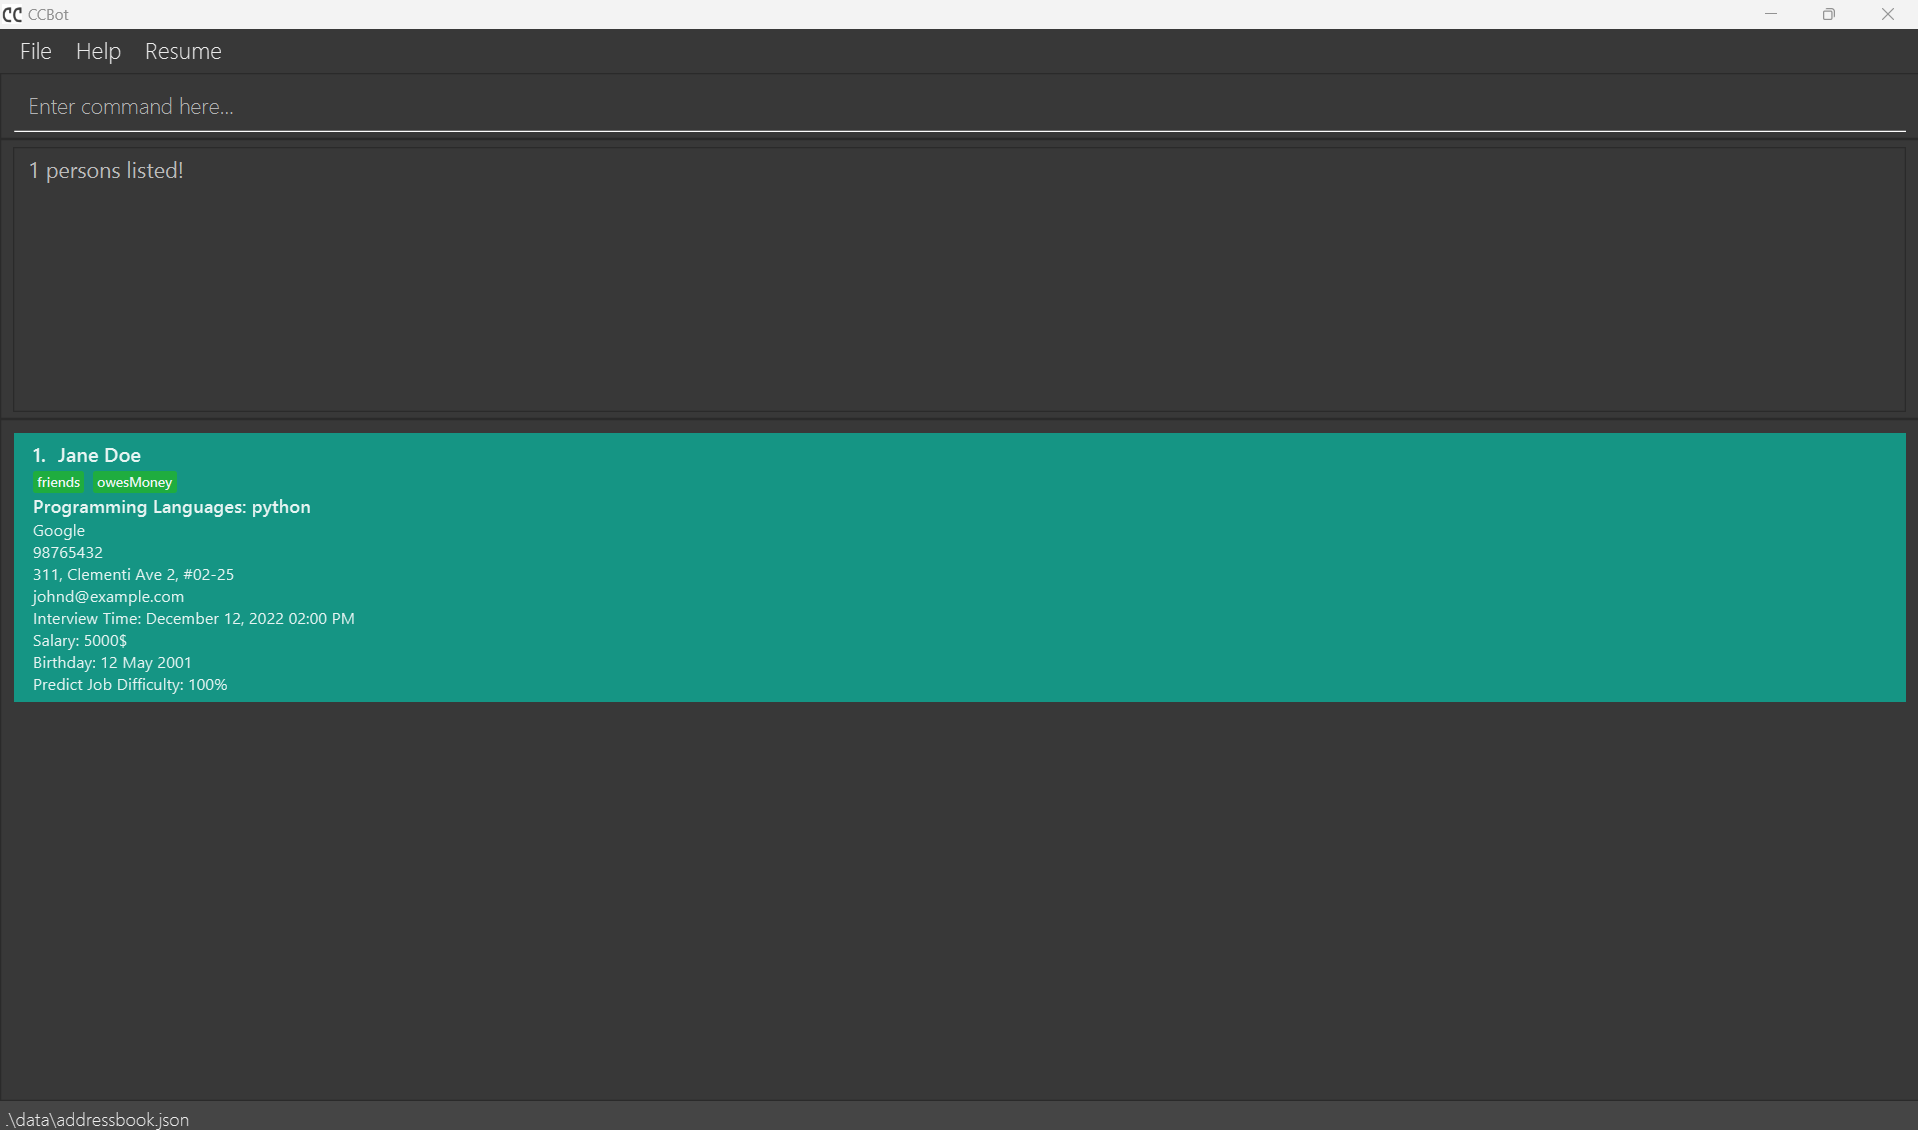 CC CCBot
File Help Resume
Enter command here...
1 persons listed!
1. Jane Doe
friends owesMoney
Programming Languages: python
Google
98765432
311, Clementi Ave 2, #02-25
johnd@example.com
Interview Time: December 12, 2022 02:00 PM
Salary: 5000$
Birthday: 12 May 2001
Predict Job Difficulty: 100%
.\data\addressbook.json